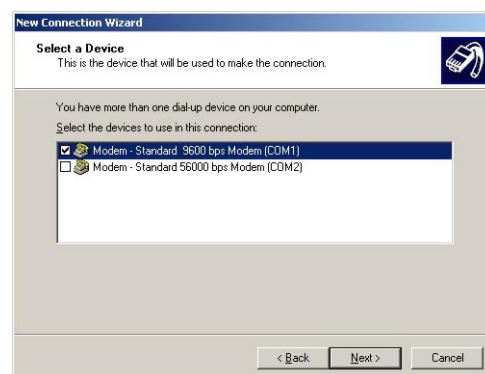 New Connection Wizard
Select a Device
This is the device that will be used to make the connection.
You have more than one dial-up device on your computer.
Select the devices to use in this connection:
Modem - Standard 9600 bps Modem (COM1)
Modem - Standard 56000 bps Modem (COM2)
< Back Next > Cancel